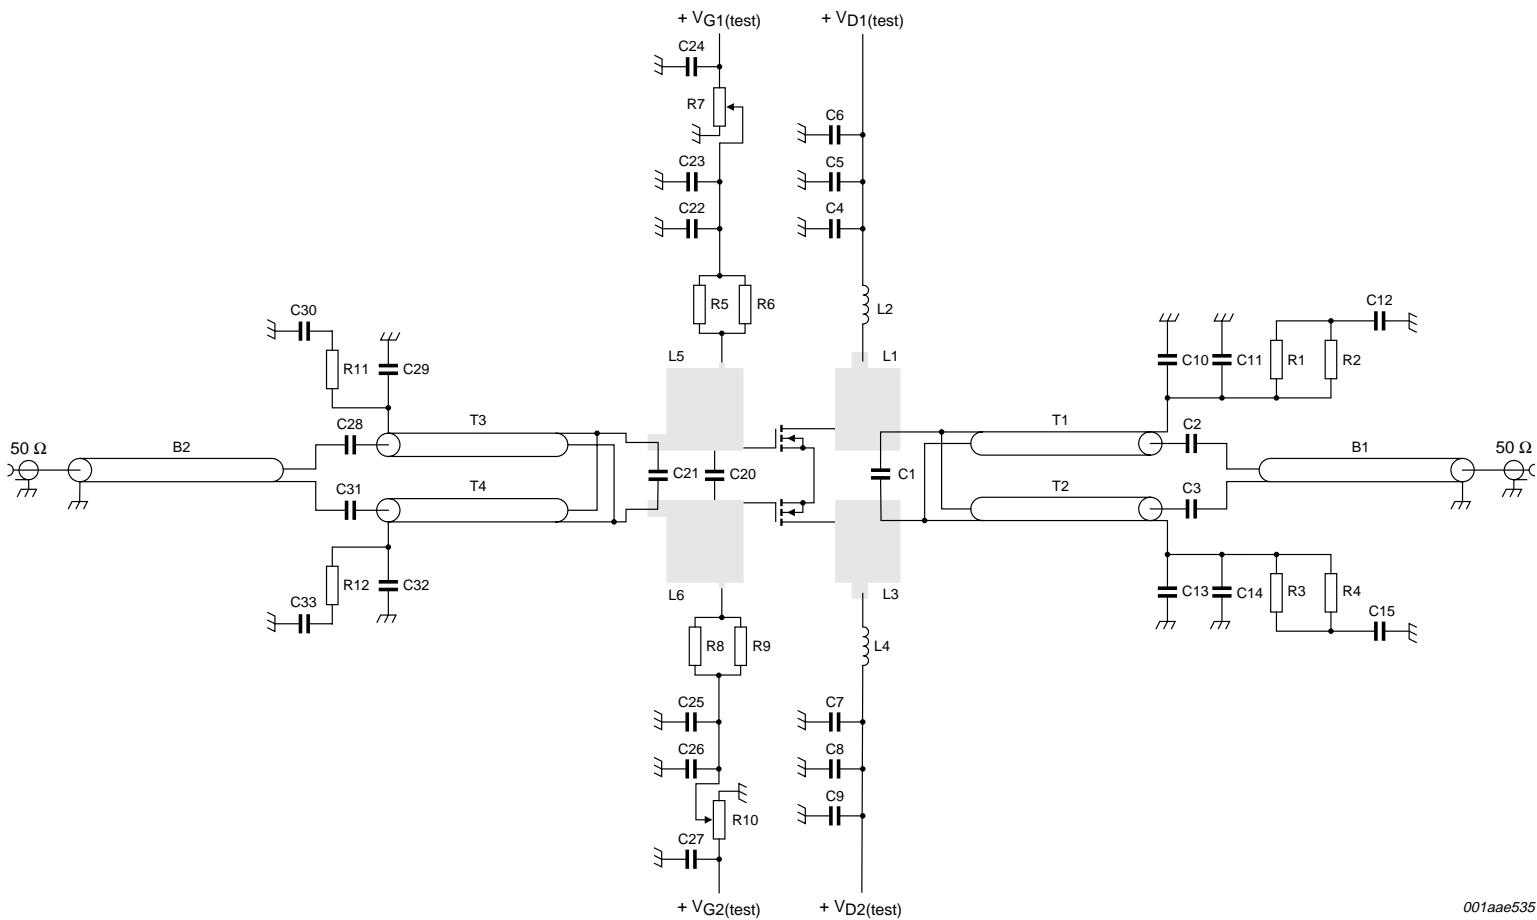 + VG1(test)
+ VD1(test)
C24
R7
C6
C23
C5
C22
C4
R5
R6
L2
C30
C12
L5
L1
R11
C29
C10
C11
R1
R2
C28
T3
T1
C2
50 Ω
B2
C21
C20
C1
B1
50 Ω
C31
T4
T2
C3
R12
C32
C33
L6
L3
C13
C14
R3
R4
C15
R8
R9
L4
C25
C7
C26
C8
C9
R10
C27
+ VG2(test)
+ VD2(test)
001aae535